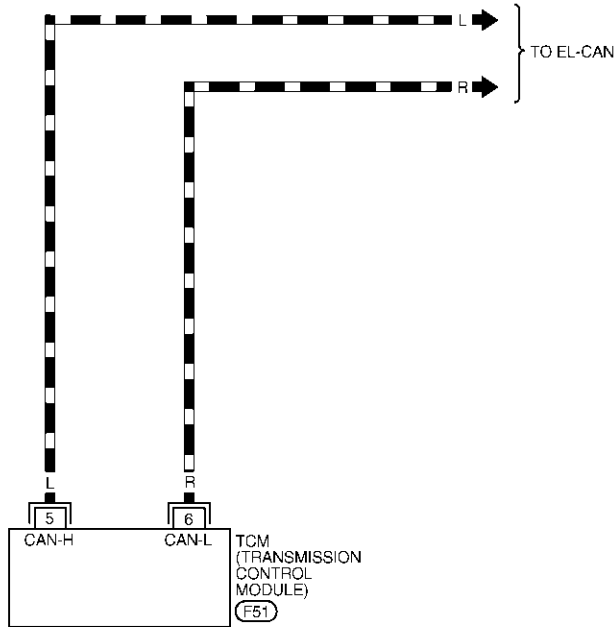 L
TO EL-CAN
R
L
R
5
6
CAN-H
CAN-L
TCM
(TRANSMISSION
CONTROL
MODULE)
F51